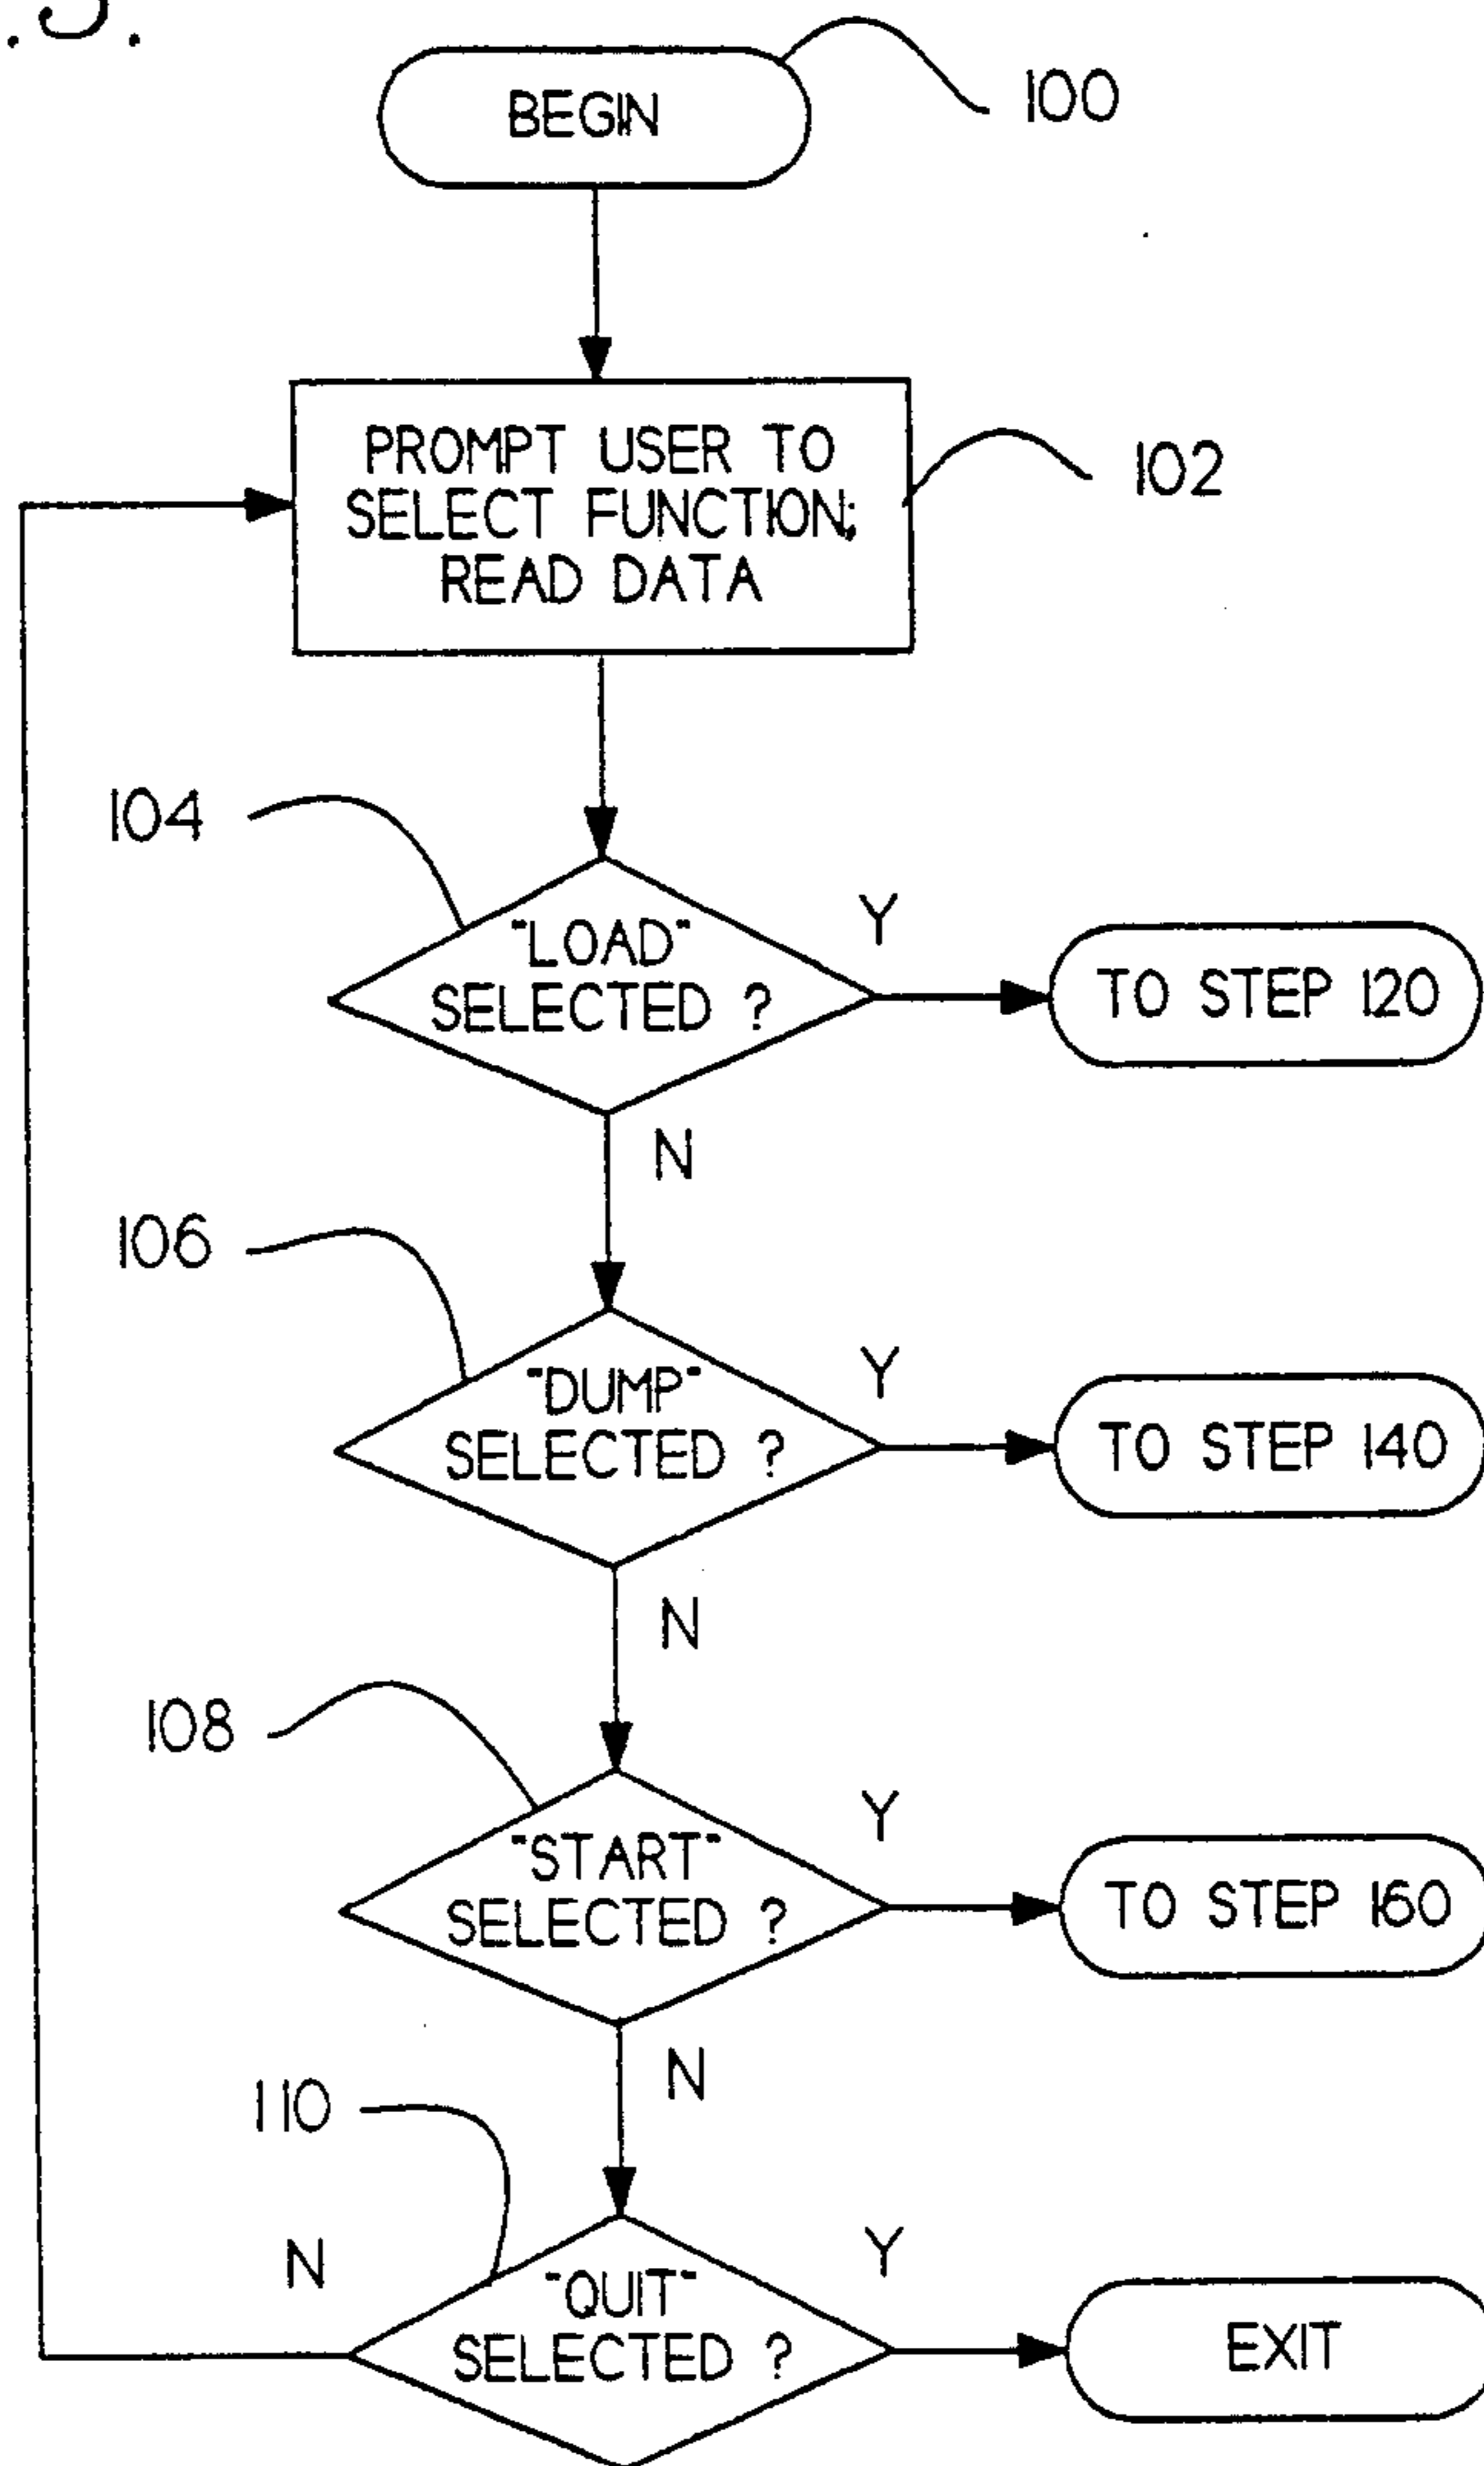 .5.
BEGIN
100
PROMPT USER TO
SELECT FUNCTION;
READ DATA
102
104
"LOAD"
SELECTED ?
Y
TO STEP 120
N
106
"DUMP"
SELECTED ?
Y
TO STEP 140
N
108
"START"
SELECTED ?
Y
TO STEP 160
N
110
N
"QUIT"
SELECTED ?
Y
EXIT